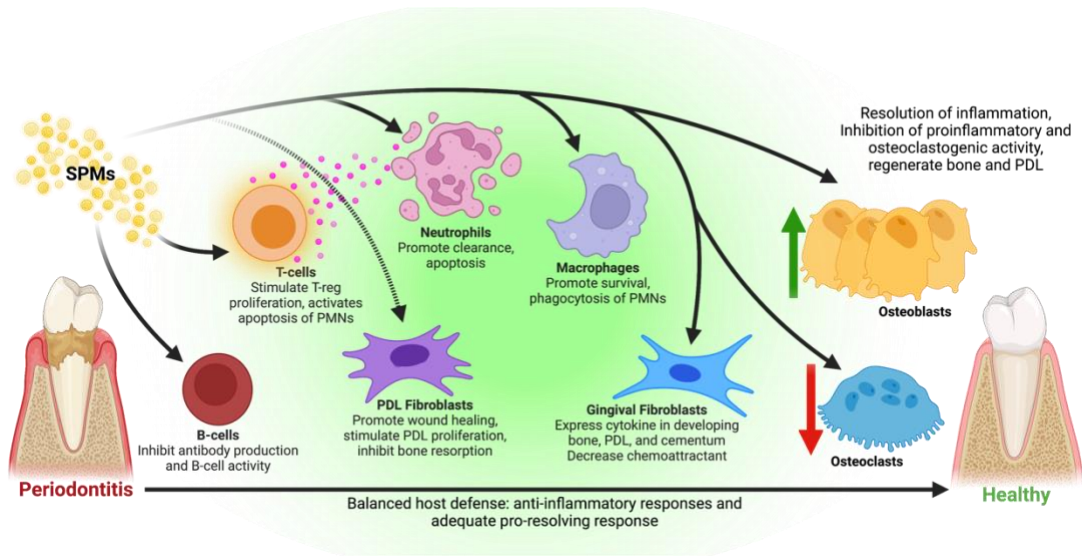 SPMs
Neutrophils
Promote clearance,
apoptosis
T-cells
Stimulate T-reg
proliferation, activates
apoptosis of PMNs
Macrophages
Promote survival,
phagocytosis of PMNs
Resolution of inflammation,
Inhibition of proinflammatory and
osteoclastogenic activity,
regenerate bone and PDL
Osteoblasts
B-cells
Inhibit antibody production
and B-cell activity
PDL Fibroblasts
Promote wound healing,
stimulate PDL proliferation,
inhibit bone resorption
Gingival Fibroblasts
Express cytokine in developing
bone, PDL, and cementum
Decrease chemoattractant
Osteoclasts
Periodontitis
Healthy
Balanced host defense: anti-inflammatory responses and
adequate pro-resolving response